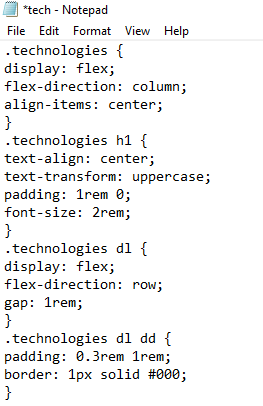 *tech - Notepad
File Edit Format View Help
.technologies {
display: flex;
flex-direction: column;
align-items: center;
}
.technologies h1 {
text-align: center;
text-transform: uppercase;
padding: 1rem 0;
font-size: 2rem;
}
.technologies dl {
display: flex;
flex-direction: row;
gap: 1rem;
}
.technologies dl dd {
padding: 0.3rem 1rem;
border: 1px solid #000;
}